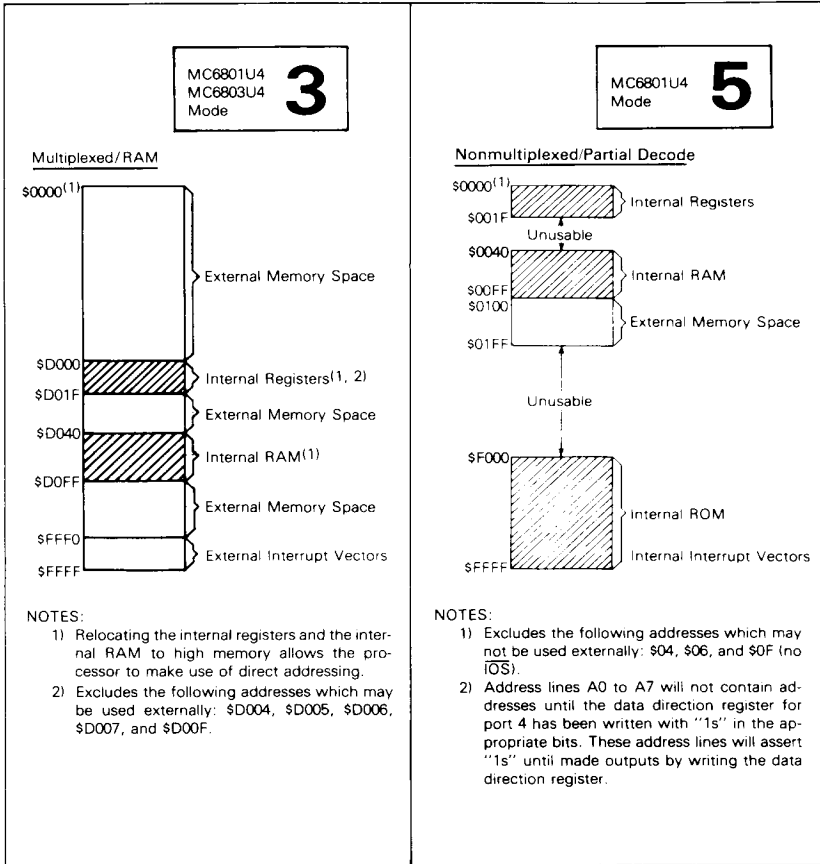 MC6801U4
MC6803U4
Mode
3
Multiplexed/RAM
$0000(1)
External Memory Space
$D000
Internal Registers(1, 2)
$D01F
External Memory Space
$D040
Internal RAM(1)
$D0FF
External Memory Space
$FFF0
External Interrupt Vectors
$FFFF
NOTES:
1) Relocating the internal registers and the inter-
nal RAM to high memory allows the pro-
cessor to make use of direct addressing.
2) Excludes the following addresses which may
be used externally: $D004, $D005, $D006,
$D007, and $D00F.
MC6801U4
Mode
5
Nonmultiplexed/Partial Decode
$0000(1)
Internal Registers
$001F
Unusable
$0040
Internal RAM
$00FF
$0100
External Memory Space
$01FF
Unusable
$F000
Internal ROM
Internal Interrupt Vectors
$FFFF
NOTES:
1) Excludes the following addresses which may
not be used externally: $04, $06, and $0F (no
IOS).
2) Address lines A0 to A7 will not contain ad-
dresses until the data direction register for
port 4 has been written with "1s" in the ap-
propriate bits. These address lines will assert
"1s" until made outputs by writing the data
direction register.